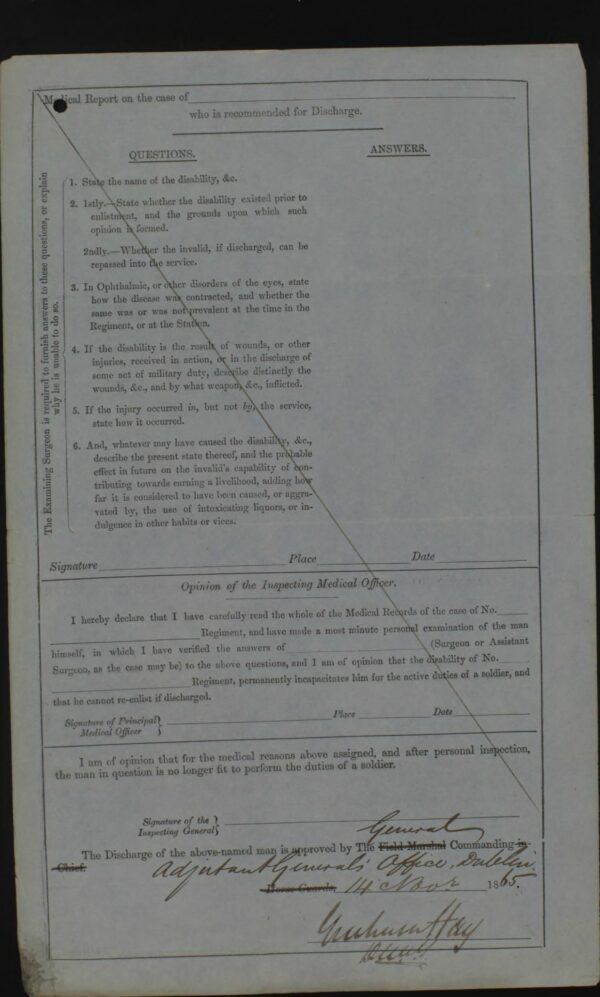 Medical Report on the case of
who is recommended for Discharge.
QUESTIONS.
ANSWERS.
The Examining Surgeon is required to furnish answers to these questions, or explain
why he is unable to do so.
1. State the name of the disability, &c.
2. 1stly.—State whether the disability existed prior to
enlistment, and the grounds upon which such
opinion is formed.
2ndly.—Whether the invalid, if discharged, can be
repassed into the service.
3. In Ophthalmic, or other disorders of the eyes, state
how the disease was contracted, and whether the
same was or was not prevalent at the time in the
Regiment, or at the Station.
4. If the disability is the result of wounds, or other
injuries, received in action, or in the discharge of
some act of military duty, describe distinctly the
wounds, &c., and by what weapon, &c., inflicted.
5. If the injury occurred in, but not by, the service,
state how it occurred.
6. And, whatever may have caused the disability, &c.,
describe the present state thereof, and the probable
effect in future on the invalid's capability of con-
tributing towards earning a livelihood, adding how
far it is considered to have been caused, or aggra-
vated by, the use of intoxicating liquors, or in-
dulgence in other habits or vices.
Signature Place Date
Opinion of the Inspecting Medical Officer.
I hereby declare that I have carefully read the whole of the Medical Records of the case of No.
Regiment, and have made a most minute personal examination of the man
himself, in which I have verified the answers of (Surgeon or Assistant
Surgeon, as the case may be) to the above questions, and I am of opinion that the disability of No.
Regiment, permanently incapacitates him for the active duties of a soldier, and
that he cannot re-enlist if discharged.
Signature of Principal Place Date
Medical Officer
I am of opinion that for the medical reasons above assigned, and after personal inspection,
the man in question is no longer fit to perform the duties of a soldier.
Signature of the
Inspecting General
General
The Discharge of the above-named man is approved by The Field Marshal Commanding-in-
Chief.
Adjutant General's Office, Dublin.
Horse Guards, 14 Novr 1865.
Hay